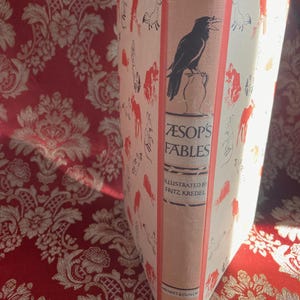 ÆSOP'S
FABLES
ILLUSTRATED BY
FRITZ KREDEL